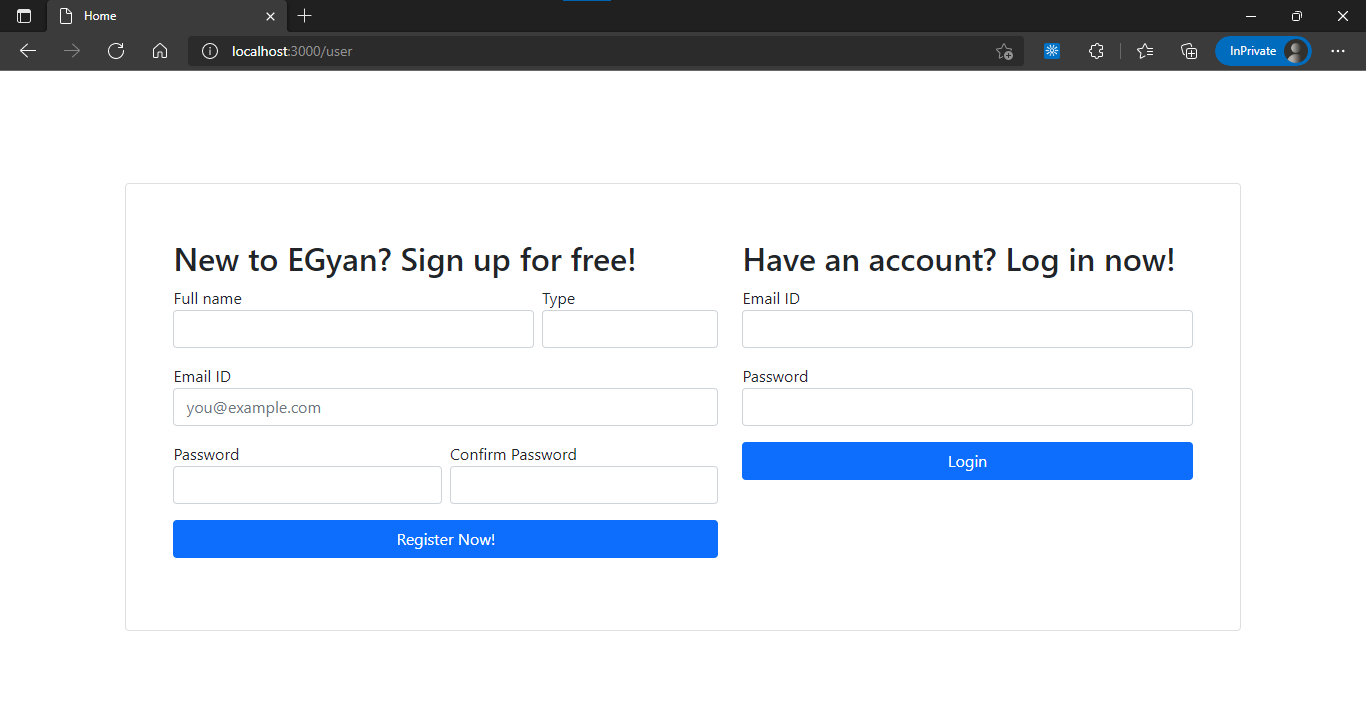 Home
localhost:3000/user
InPrivate
New to EGyan? Sign up for free!
Full name Type
Email ID
you@example.com
Password Confirm Password
Register Now!
Have an account? Log in now!
Email ID
Password
Login